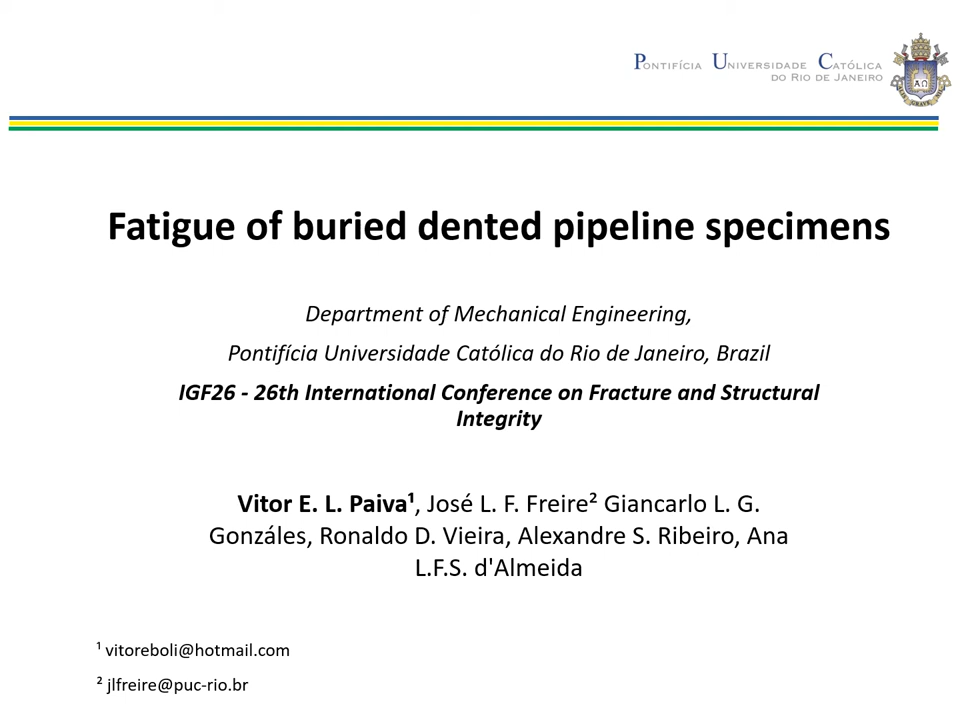 Pontifícia Universidade Católica
do Rio de Janeiro
Fatigue of buried dented pipeline specimens
Department of Mechanical Engineering,
Pontifícia Universidade Católica do Rio de Janeiro, Brazil
IGF26 - 26th International Conference on Fracture and Structural
Integrity
Vitor E. L. Paiva¹, José L. F. Freire² Giancarlo L. G.
Gonzáles, Ronaldo D. Vieira, Alexandre S. Ribeiro, Ana
L.F.S. d'Almeida
¹ vitoreboli@hotmail.com
² jlfreire@puc-rio.br